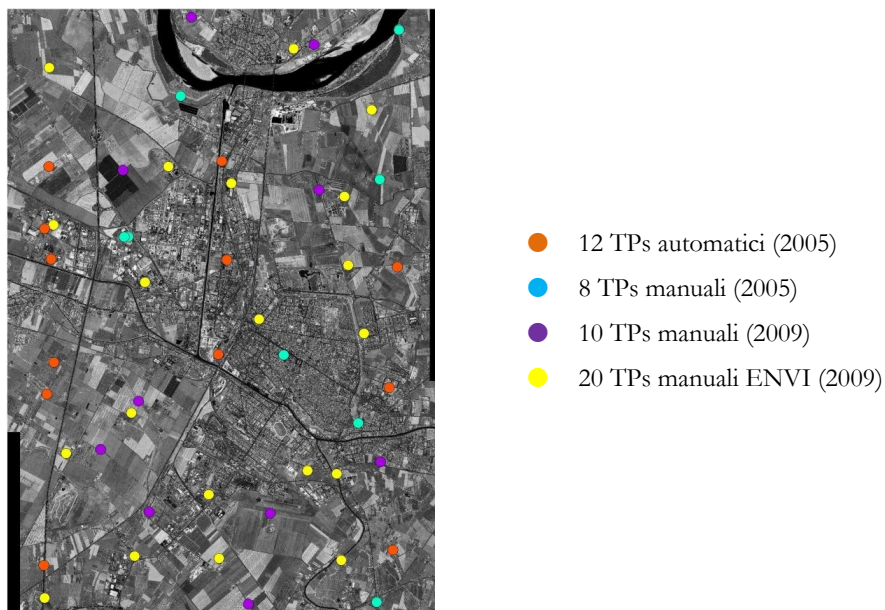 12 TPs automatici (2005)
8 TPs manuali (2005)
10 TPs manuali (2009)
20 TPs manuali ENVI (2009)